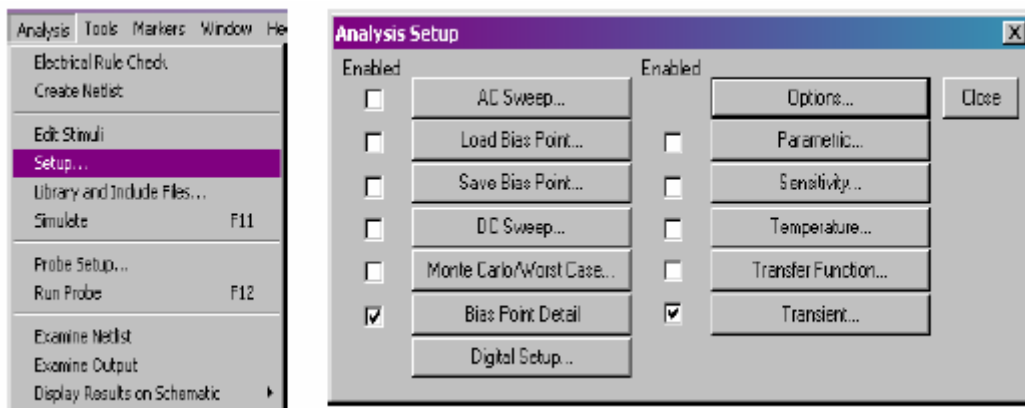 Analysis Tools Markers Window He
Electrical Rule Check
Create Netlist
Edit Stimuli
Setup...
Library and Include Files...
Simulate F11
Probe Setup...
Run Probe F12
Examine Netlist
Examine Output
Display Results on Schematic
Analysis Setup
Enabled Enabled
AC Sweep... Options... Close
Load Bias Point... Parametric...
Save Bias Point... Sensitivity...
DC Sweep... Temperature...
Monte Carlo/Worst Case... Transfer Function...
Bias Point Detail Transient...
Digital Setup...